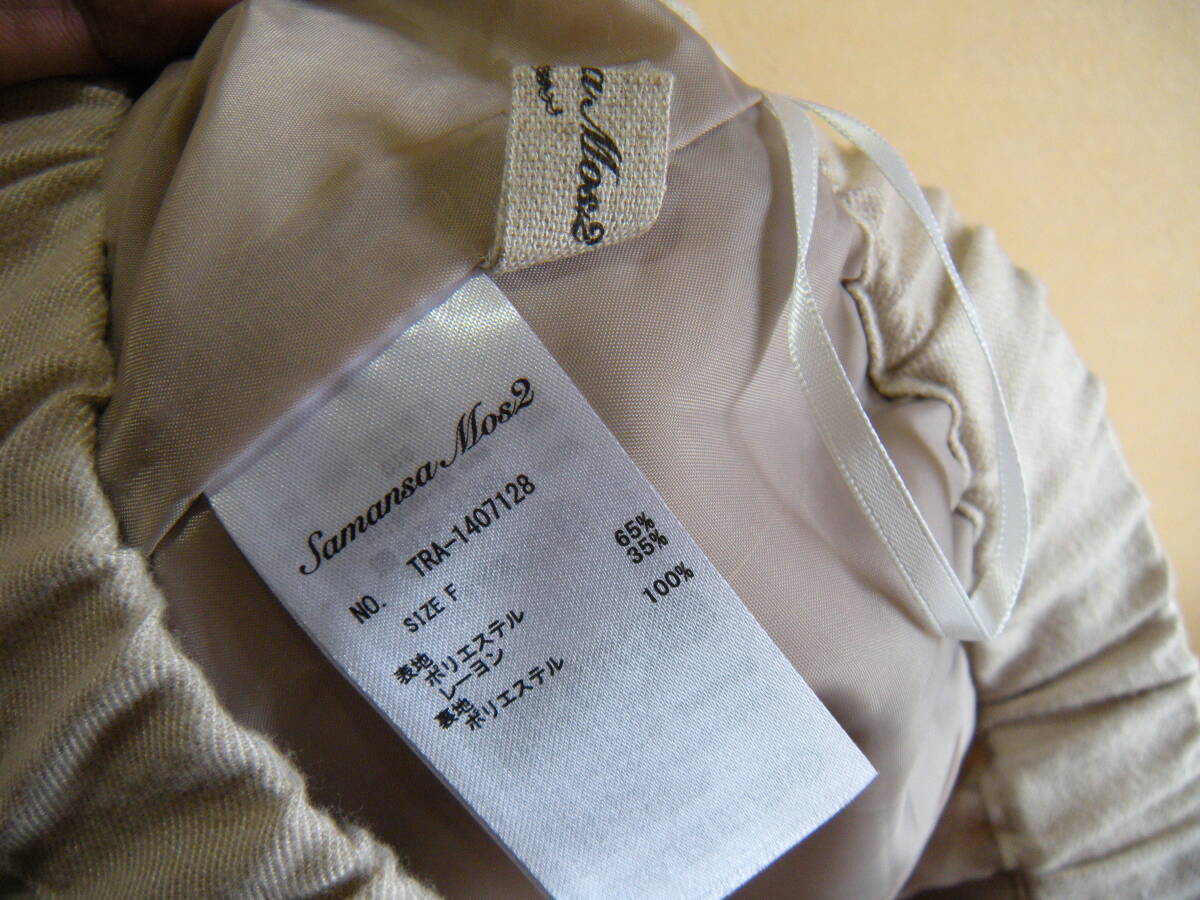 a Mos2
Samansa Mos2
NO. TRA-1407128
SIZE F
表地
ポリエステル 65%
レーヨン 35%
裏地
ポリエステル 100%